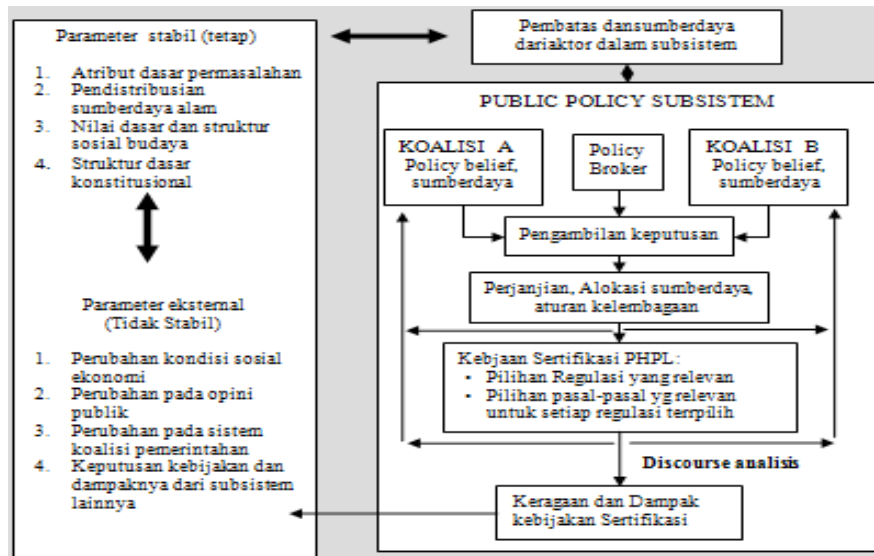 Parameter stabil (tetap)
1. Atribut dasar permasalahan
2. Pendistribusian
sumberdaya alam
3. Nilai dasar dan struktur
sosial budaya
4. Struktur dasar
konstitusional
Parameter eksternal
(Tidak Stabil)
1. Perubahan kondisi sosial
ekonomi
2. Perubahan pada opini
publik
3. Perubahan pada sistem
koalisi pemerintahan
4. Keputusan kebijakan dan
dampaknya dari subsistem
lainnya
Pembatas dansumberdaya
dariaktor dalam subsistem
PUBLIC POLICY SUBSISTEM
KOALISI A
Policy belief,
sumberdaya
Policy
Broker
KOALISI B
Policy belief,
sumberdaya
Pengambilan keputusan
Perjanjian, Alokasi sumberdaya,
aturan kelembagaan
Kebjaan Sertifikasi PHPL:
• Pilihan Regulasi yang relevan
• Pilihan pasal-pasal yg relevan
untuk setiap regulasi terrpilih
Discourse analisis
Keragaan dan Dampak
kebijakan Sertifikasi